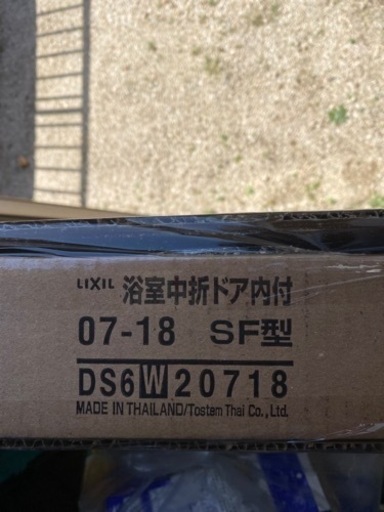 LIXIL 浴室中折ドア内付
07-18 SF型
DS6W20718
MADE IN THAILAND/Tostem Thai Co., Ltd.